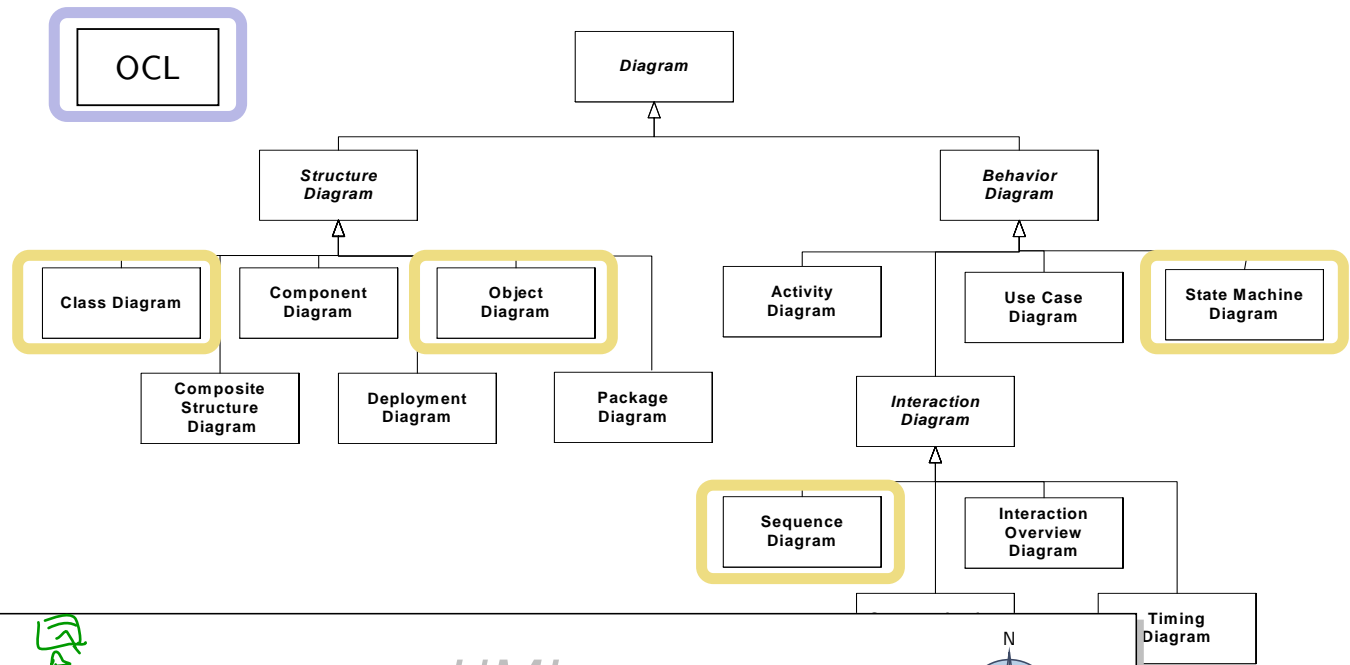 OCL
Diagram
Structure
Diagram
Behavior
Diagram
Class Diagram
Component
Diagram
Object
Diagram
Activity
Diagram
Use Case
Diagram
State Machine
Diagram
Composite
Structure
Diagram
Deployment
Diagram
Package
Diagram
Interaction
Diagram
Sequence
Diagram
Interaction
Overview
Diagram
Timing
Diagram
N